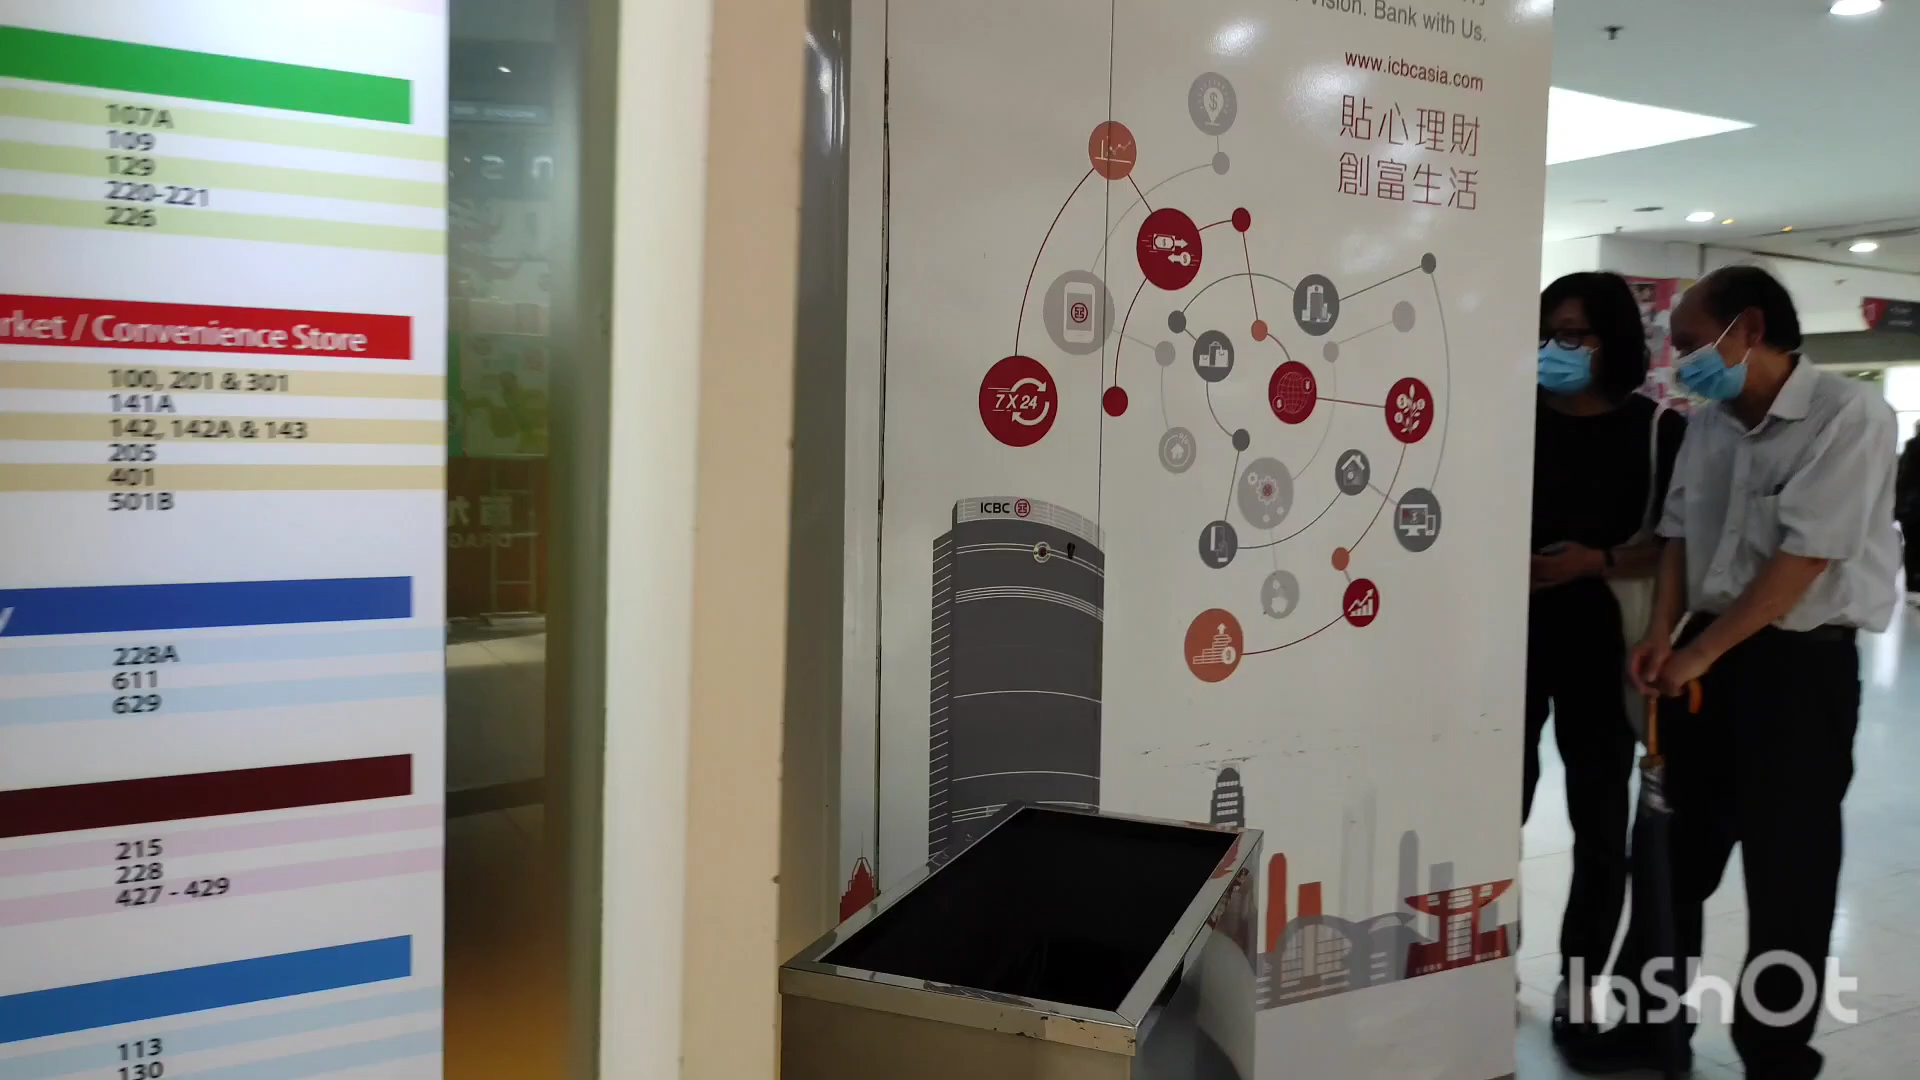 107A
109
129
220-221
226
rket / Convenience Store
100, 201 & 301
141A
142, 142A & 143
205
401
501B
228A
611
629
215
228
427 - 429
113
130
Vision. Bank with Us.
www.icbcasia.com
貼心理財
創富生活
7 X 24
ICBC
InShOt